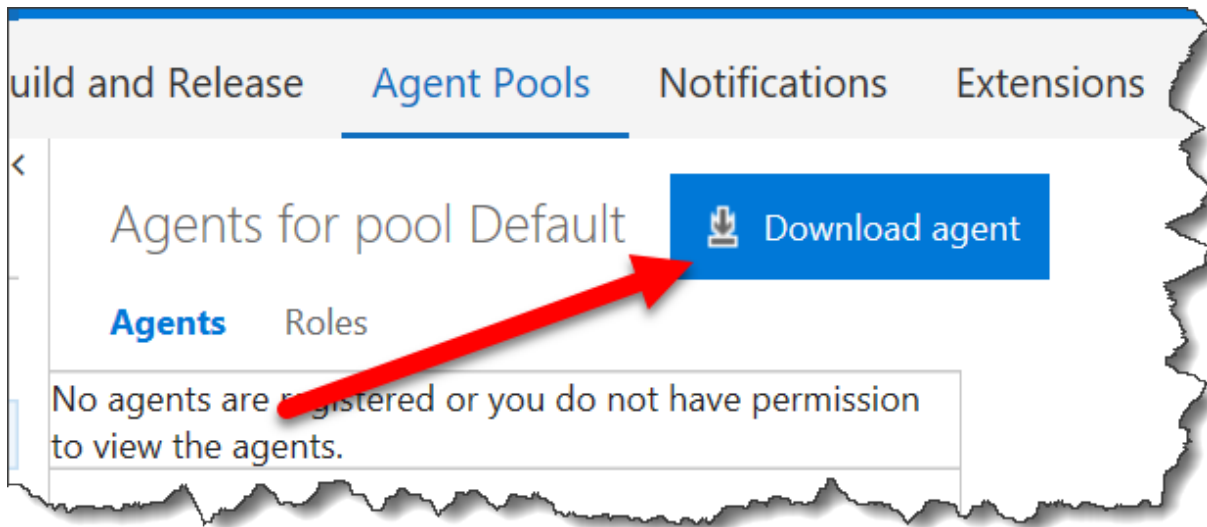 uild and Release Agent Pools Notifications Extensions
Agents for pool Default Download agent
Agents Roles
No agents are registered or you do not have permission
to view the agents.